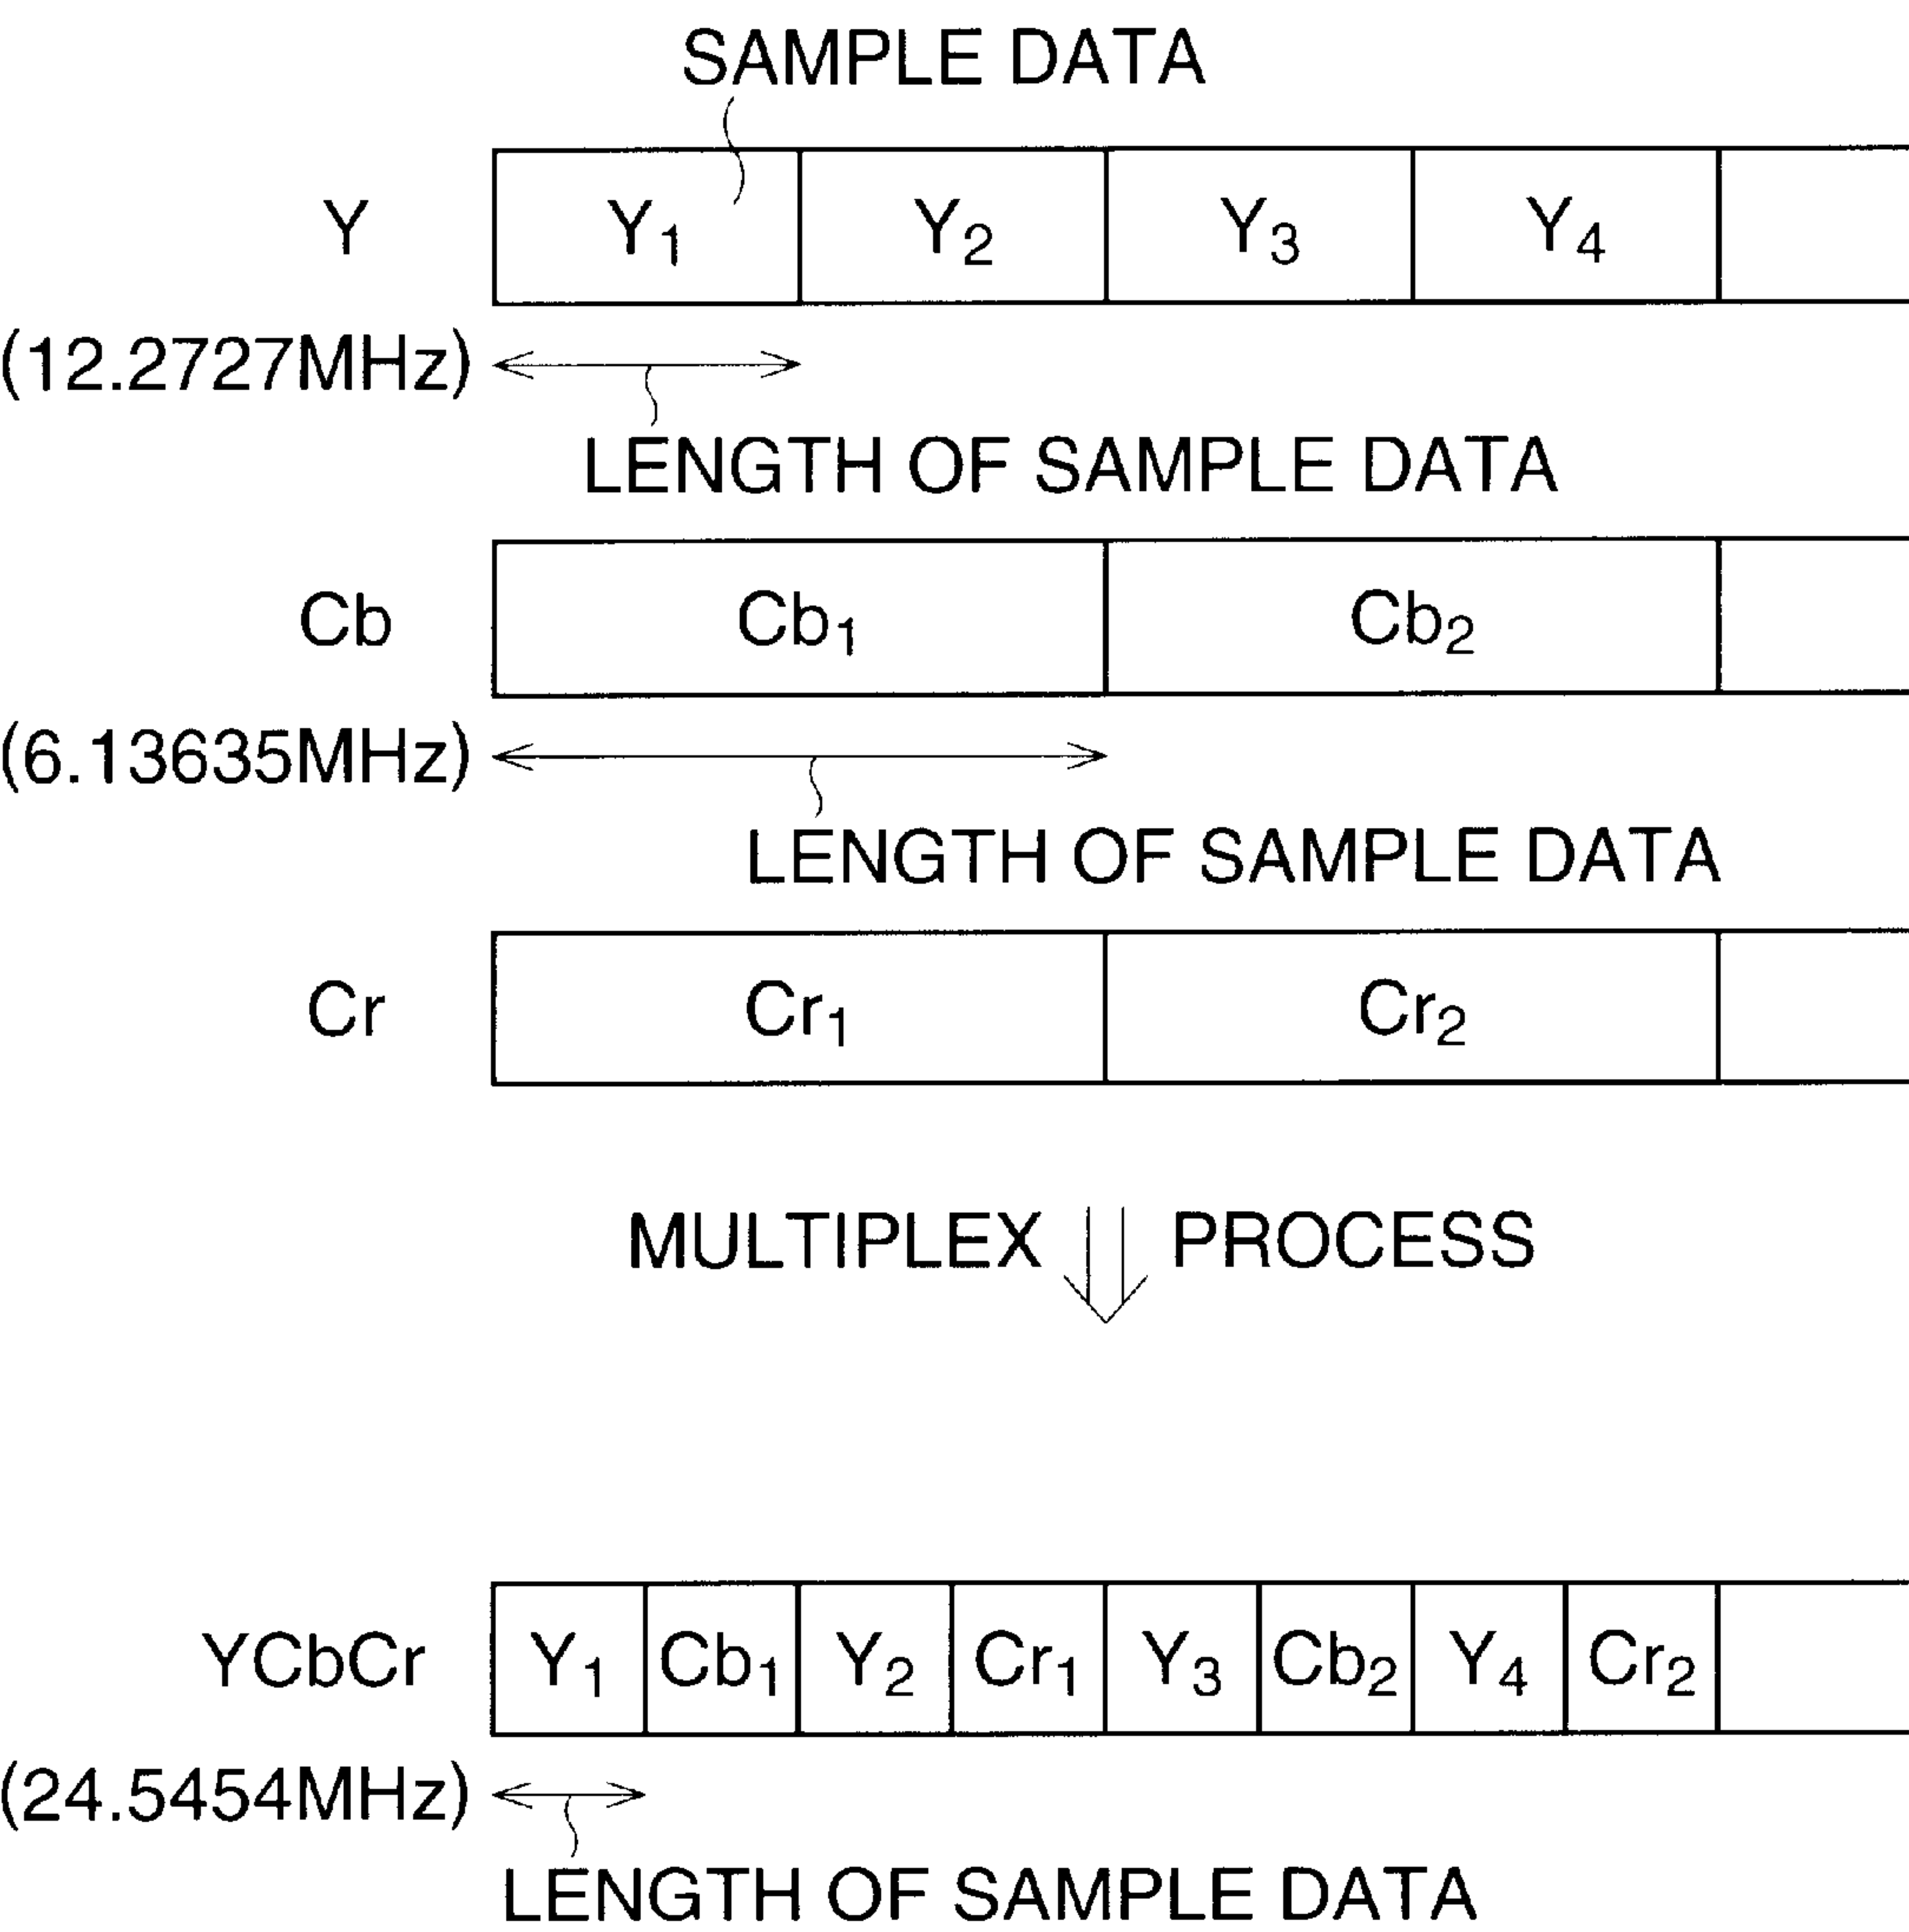 SAMPLE DATA
Y Y1 Y2 Y3 Y4
(12.2727MHz)
LENGTH OF SAMPLE DATA
Cb Cb1 Cb2
(6.13635MHz)
LENGTH OF SAMPLE DATA
Cr Cr1 Cr2
MULTIPLEX PROCESS
YCbCr Y1 Cb1 Y2 Cr1 Y3 Cb2 Y4 Cr2
(24.5454MHz)
LENGTH OF SAMPLE DATA